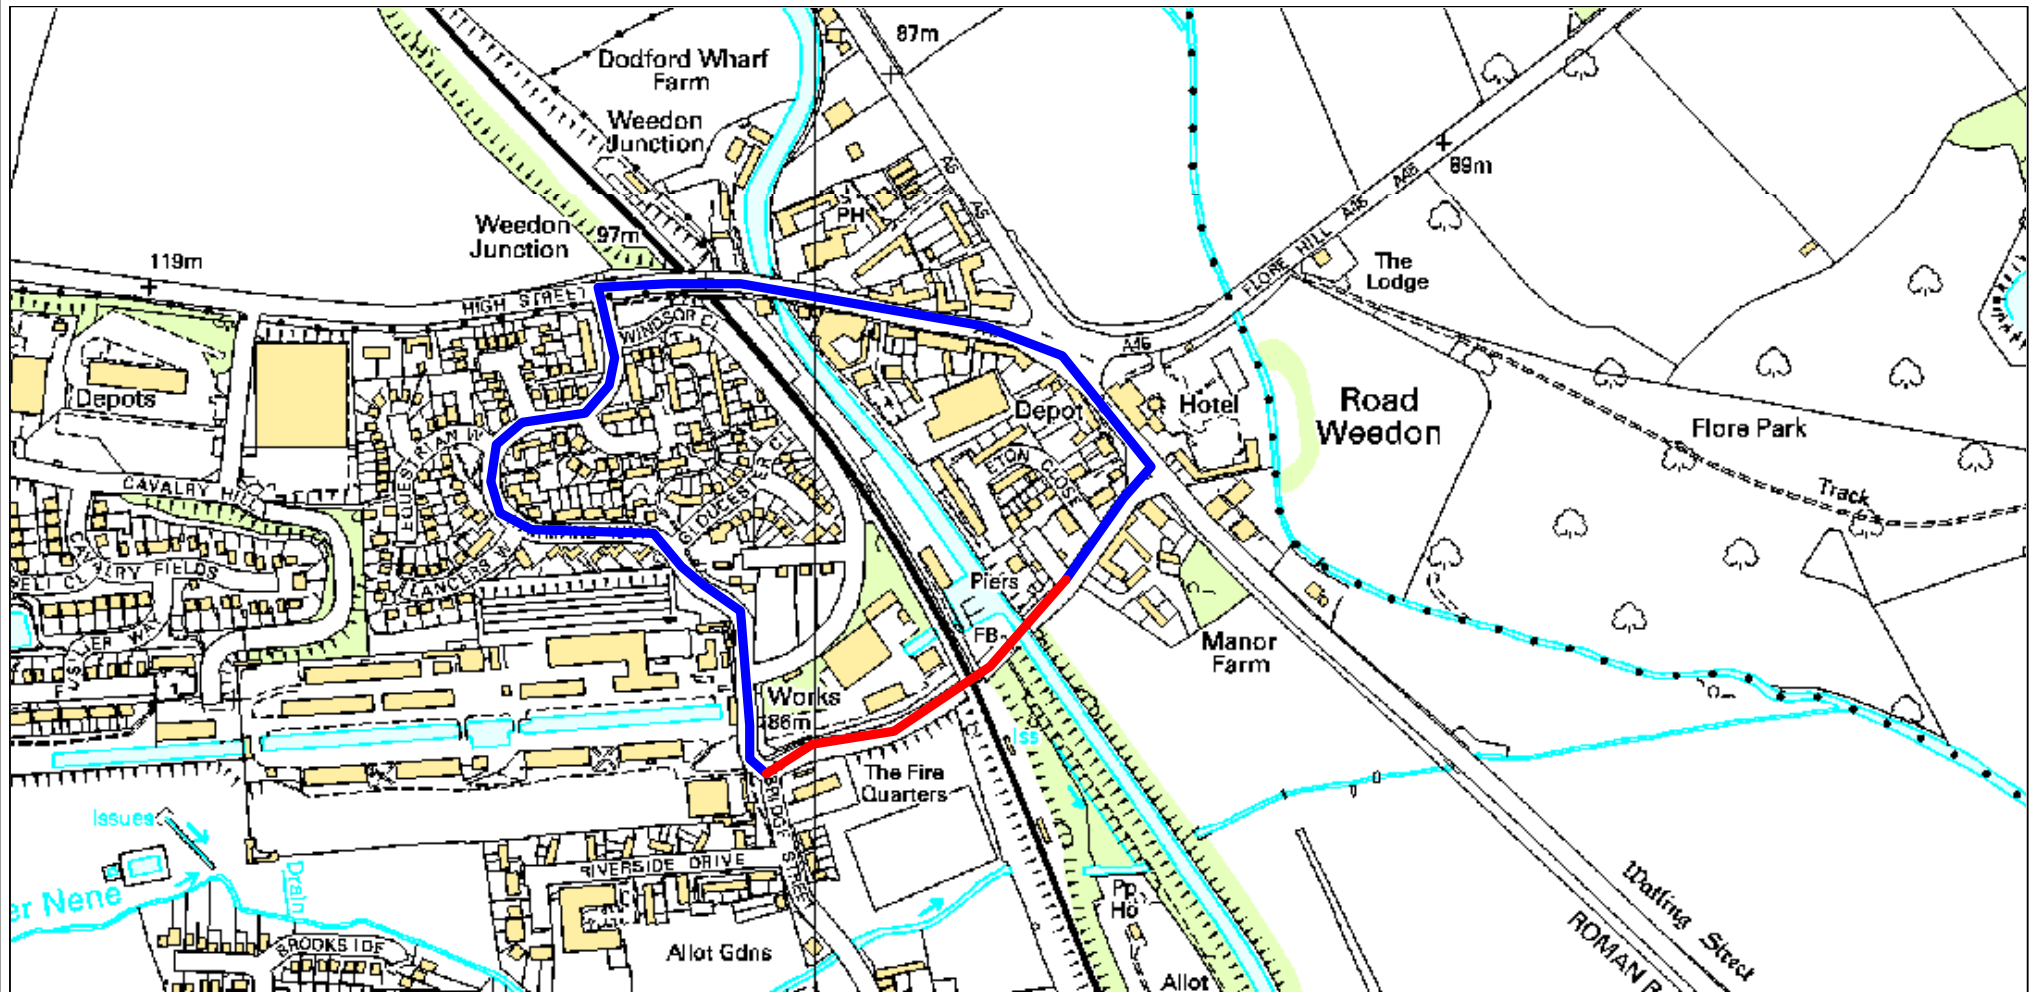 87m
Dodford Wharf
Farm
Weedon
Junction
A5
A45
89m
PH
A5
A45
Weedon
Junction
97m
119m
FLORE HILL
The
Lodge
HIGH STREET
WINDSOR CL
A45
Depots
Depot
Hotel
Road
Weedon
Flore Park
EQUESTRIAN W
GLOUCESTER CL
ETON CLOSE
CAVALRY HILL
Track
CAVALRY FIELDS
LANCERS W
Piers
FB
Manor
Farm
Works
86m
Iss
The Fire
Quarters
BRIDGE STREET
Issues
Drain
RIVERSIDE DRIVE
er Nene
Pp
Ho
Watling Street
ROMAN R
BROOKSIDE
Allot Gdns
Allot